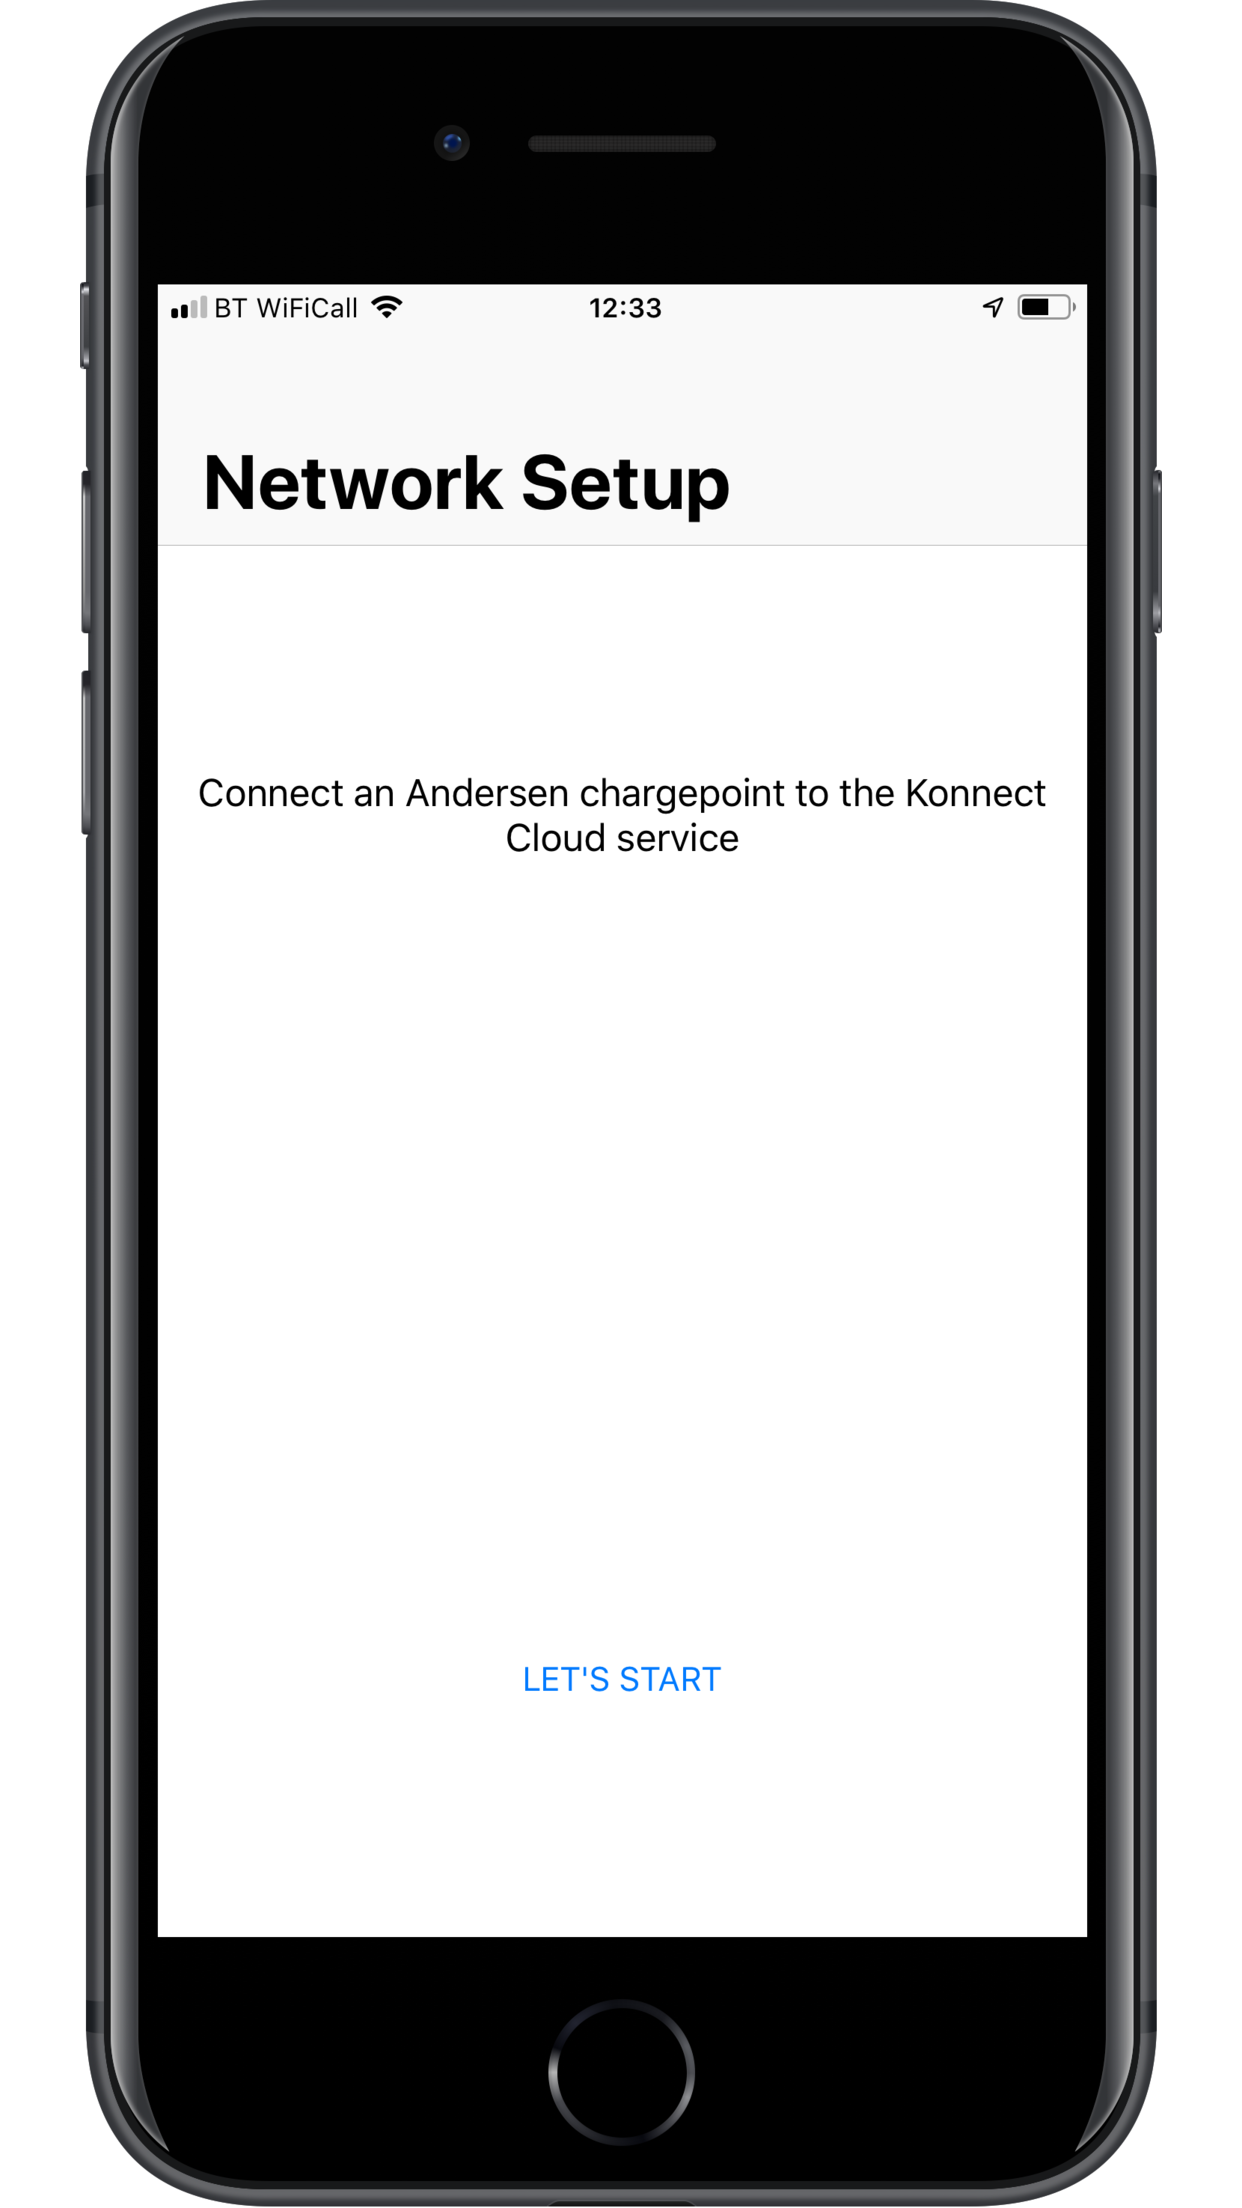 BT WiFiCall 12:33
Network Setup
Connect an Andersen chargepoint to the Konnect
Cloud service
LET'S START